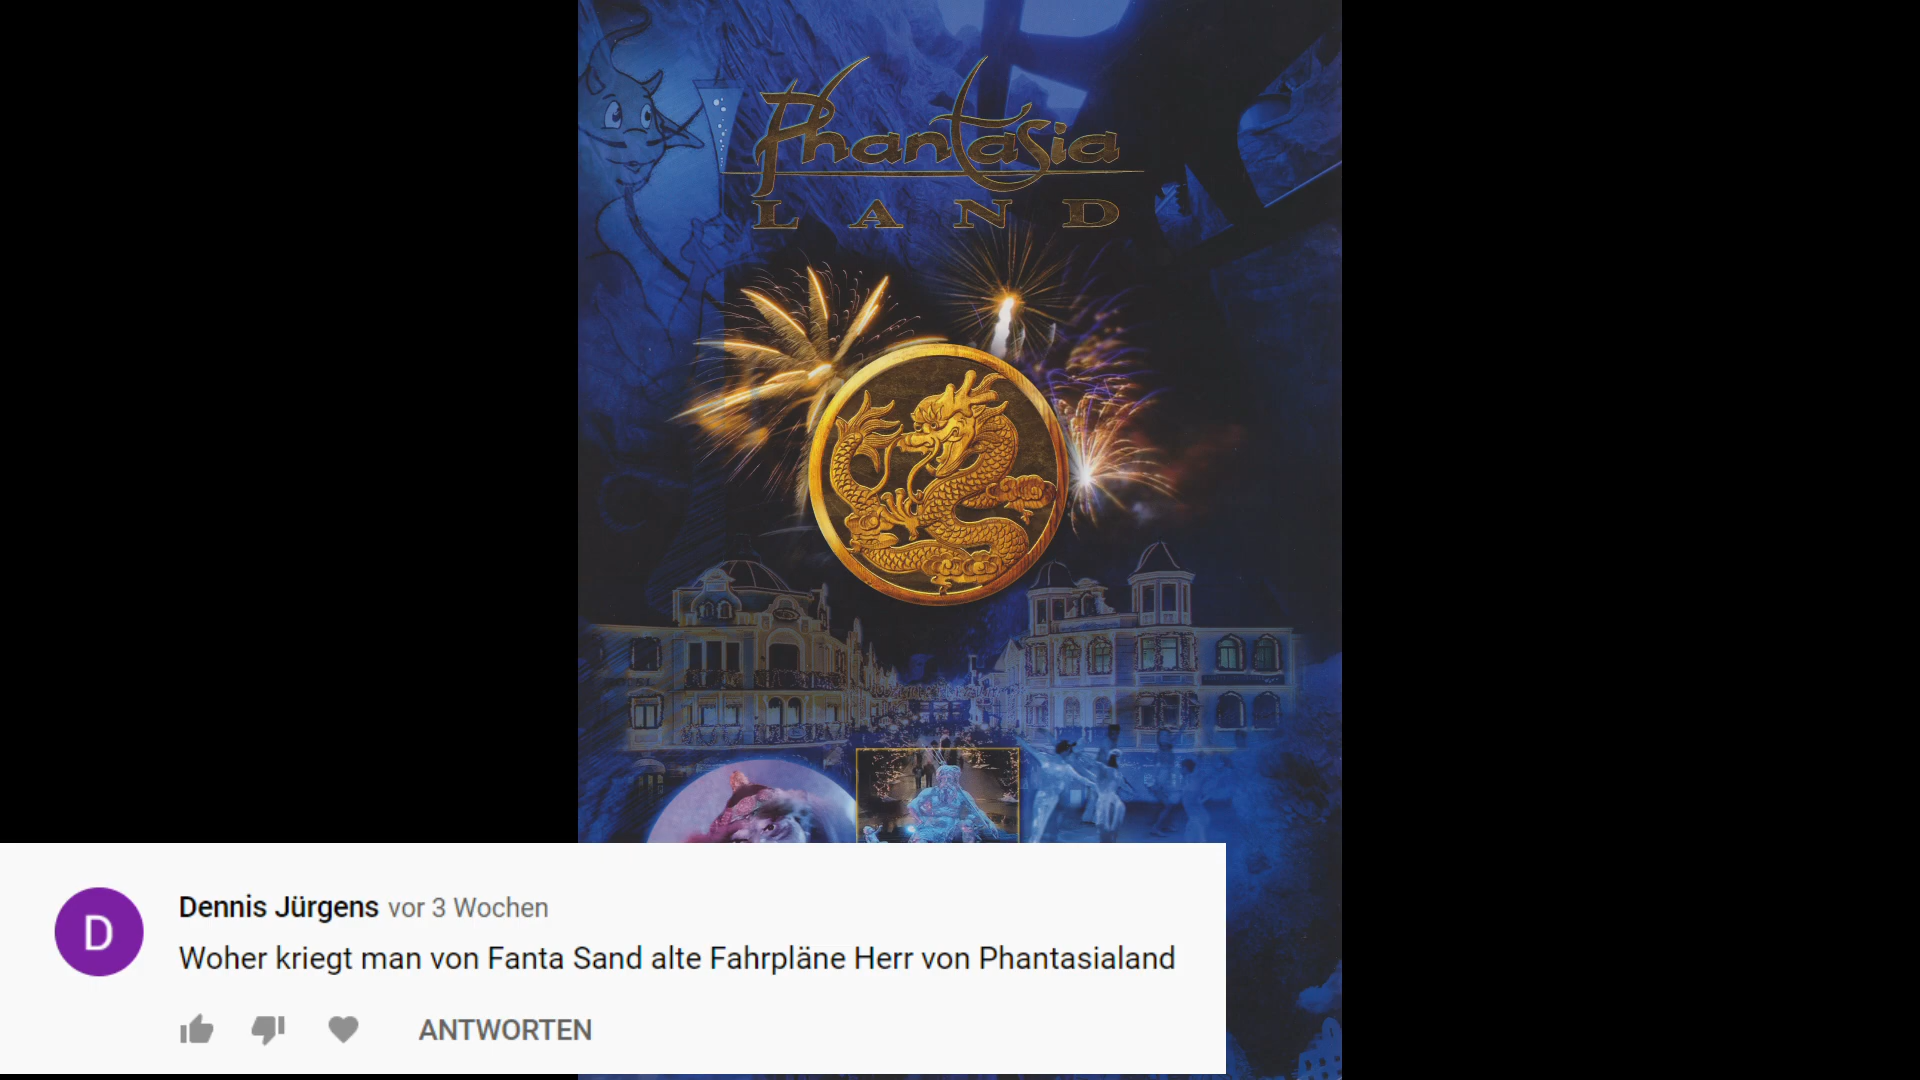 Phantasia
LAND
D
Dennis Jürgens vor 3 Wochen
Woher kriegt man von Fanta Sand alte Fahrpläne Herr von Phantasialand
ANTWORTEN